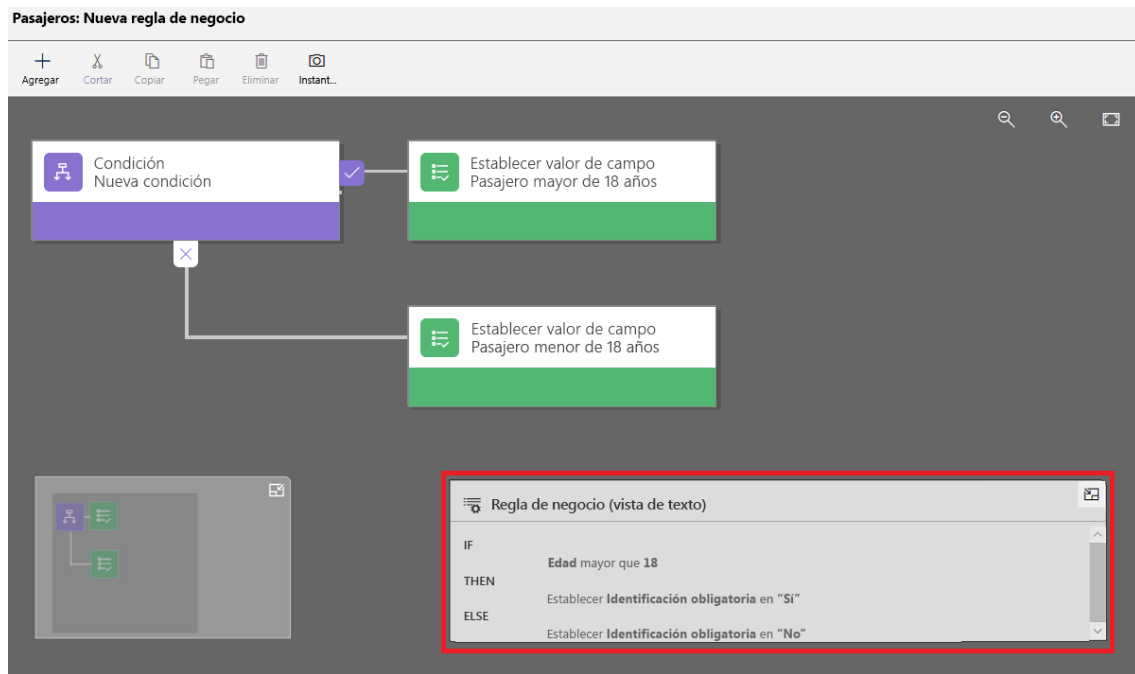 Pasajeros: Nueva regla de negocio
Agregar Cortar Copiar Pegar Eliminar Instant...
Condición
Nueva condición
Establecer valor de campo
Pasajero mayor de 18 años
Establecer valor de campo
Pasajero menor de 18 años
Regla de negocio (vista de texto)
IF
Edad mayor que 18
THEN
Establecer Identificación obligatoria en “Sí”
ELSE
Establecer Identificación obligatoria en “No”